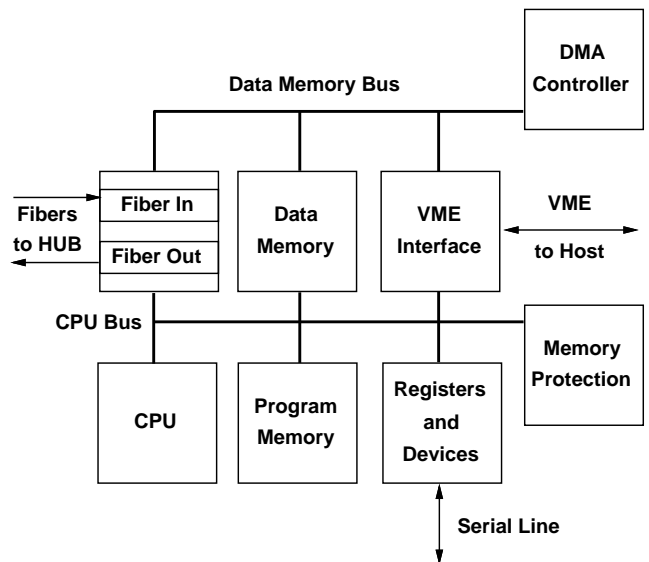 DMA
Controller
Data Memory Bus
Fibers
to HUB
Fiber In
Fiber Out
Data
Memory
VME
Interface
VME
to Host
CPU Bus
CPU
Program
Memory
Registers
and
Devices
Memory
Protection
Serial Line